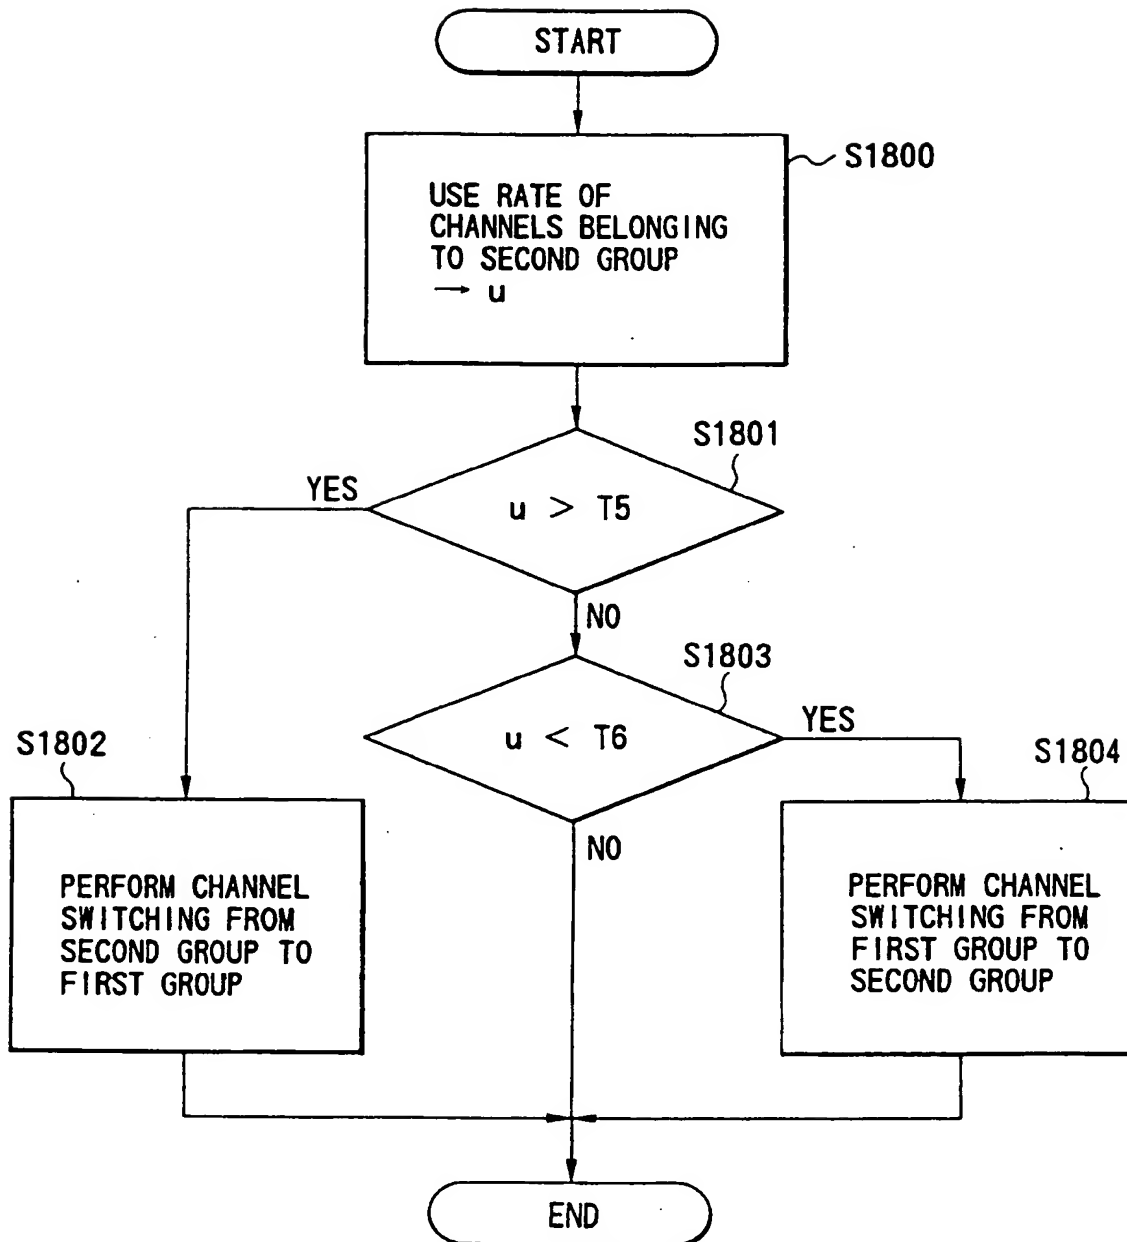 START
S1800
USE RATE OF
CHANNELS BELONGING
TO SECOND GROUP
→ u
S1801
YES
u > T5
NO
S1803
u < T6
YES
S1802
S1804
NO
PERFORM CHANNEL
SWITCHING FROM
SECOND GROUP TO
FIRST GROUP
PERFORM CHANNEL
SWITCHING FROM
FIRST GROUP TO
SECOND GROUP
END